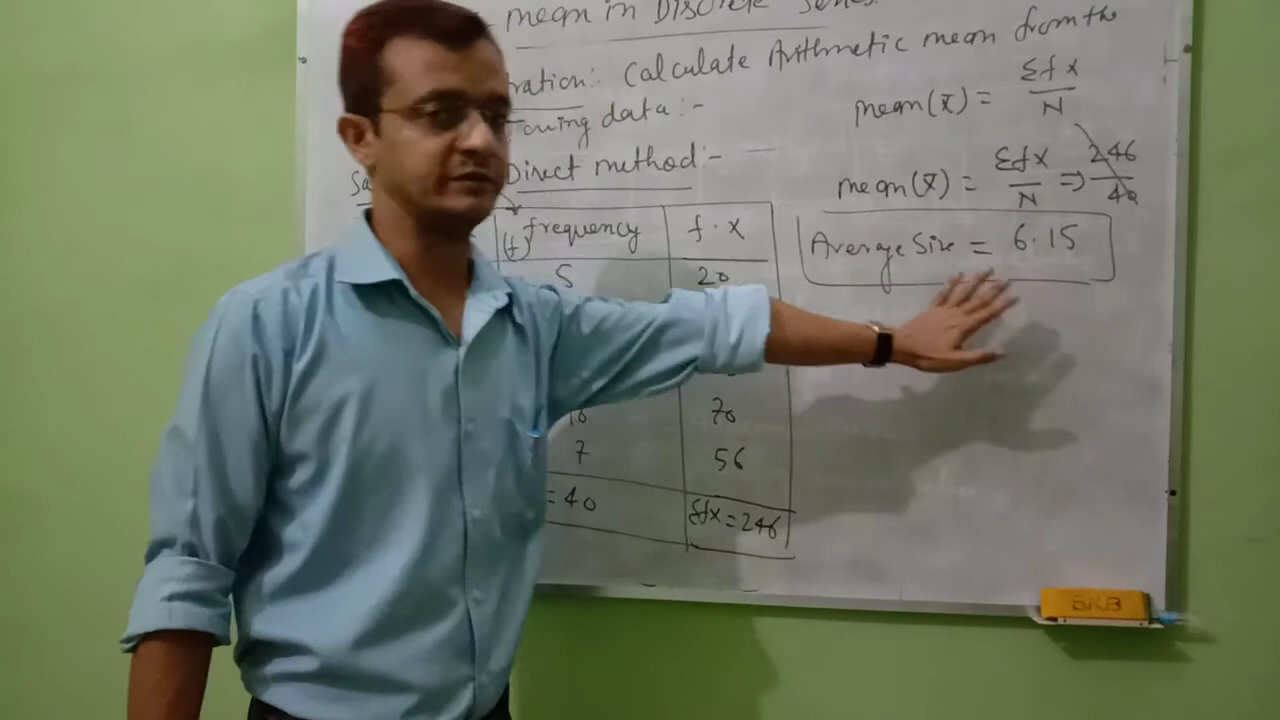 mean in Discrete Series.
ration:- Calculate Arithmetic mean from the
owing data:-
Direct method:-
frequency
(f)
f·x
5
20
10
70
7
56
=40
Σfx=246
mean(x̄) = Σfx/N
mean(x̄) = Σfx/N ⇒ 246/40
Average Size = 6.15
SKB